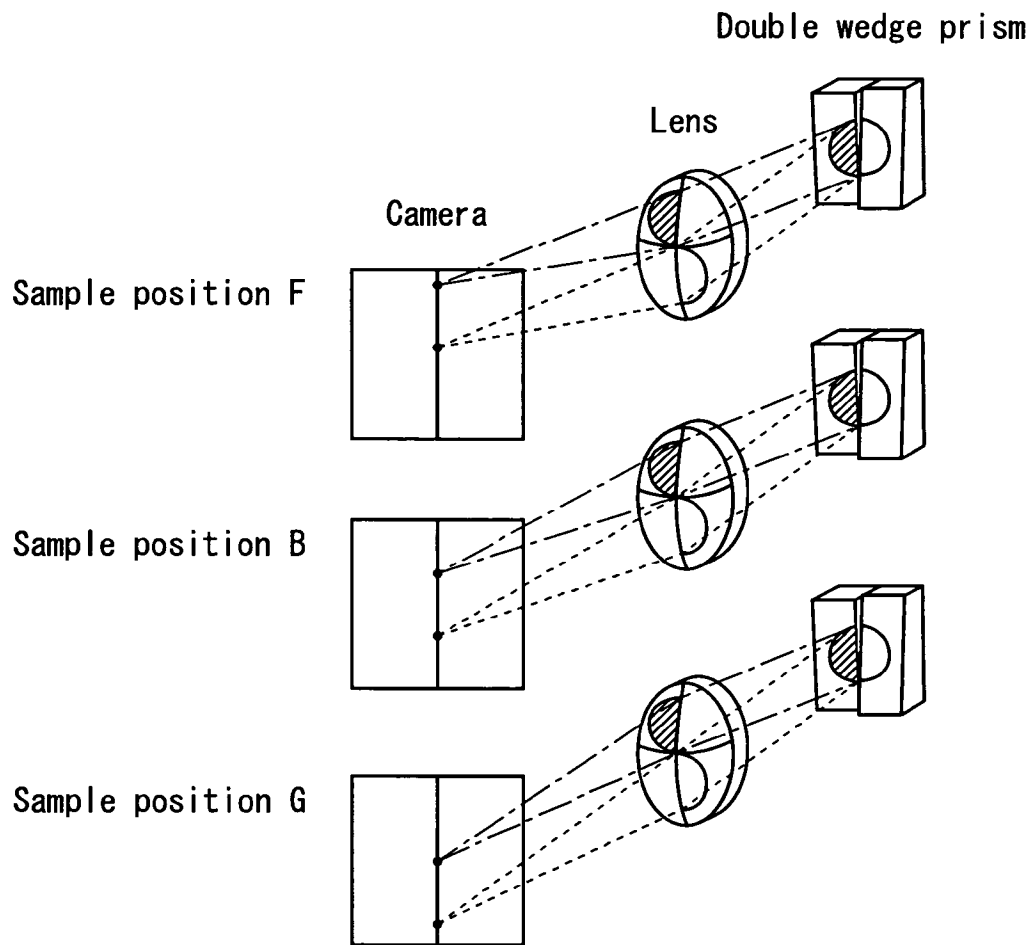 Double wedge prism
Lens
Camera
Sample position F
Sample position B
Sample position G